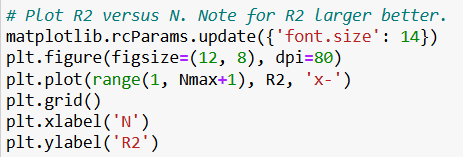 # Plot R2 versus N. Note for R2 larger better.
matplotlib.rcParams.update({'font.size': 14})
plt.figure(figsize=(12, 8), dpi=80)
plt.plot(range(1, Nmax+1), R2, 'x-')
plt.grid()
plt.xlabel('N')
plt.ylabel('R2')